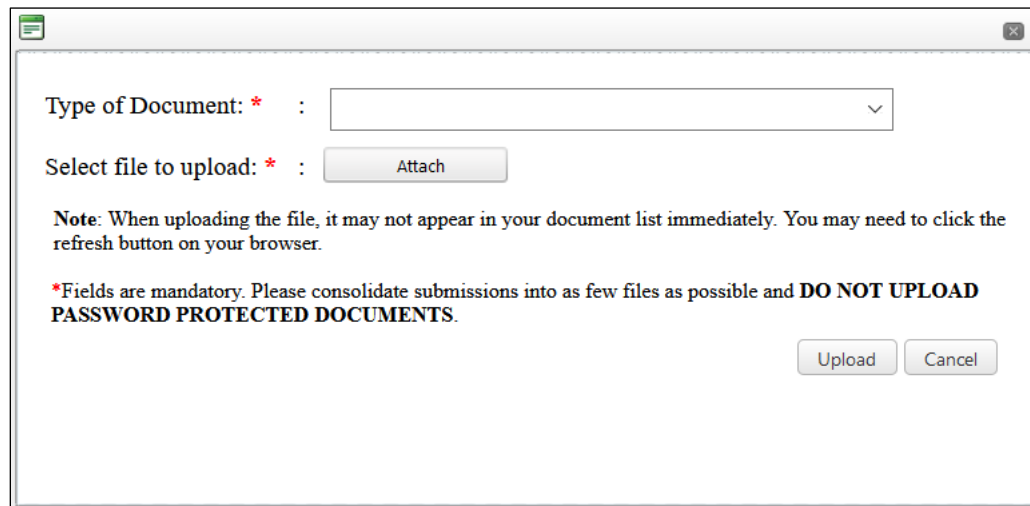 Type of Document: * :
Select file to upload: * : Attach
Note: When uploading the file, it may not appear in your document list immediately. You may need to click the
refresh button on your browser.
*Fields are mandatory. Please consolidate submissions into as few files as possible and DO NOT UPLOAD
PASSWORD PROTECTED DOCUMENTS.
Upload Cancel